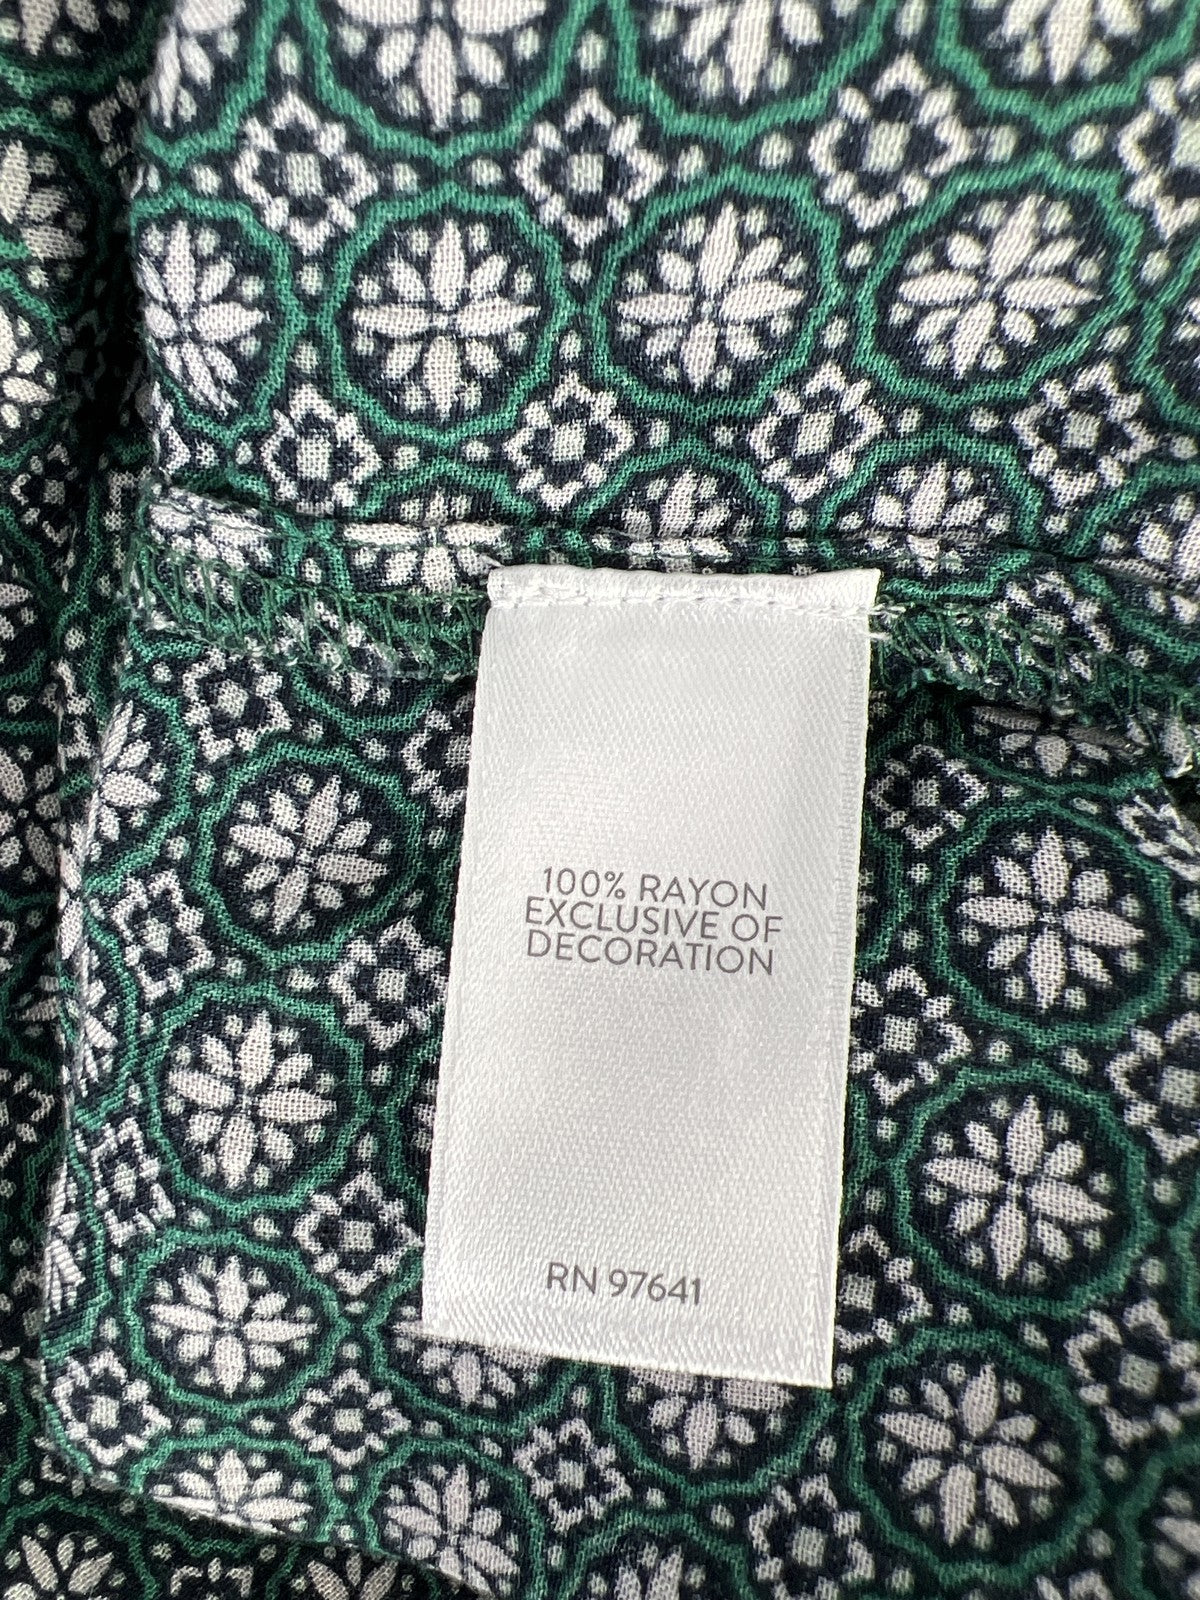 100% RAYON
EXCLUSIVE OF
DECORATION
RN 97641